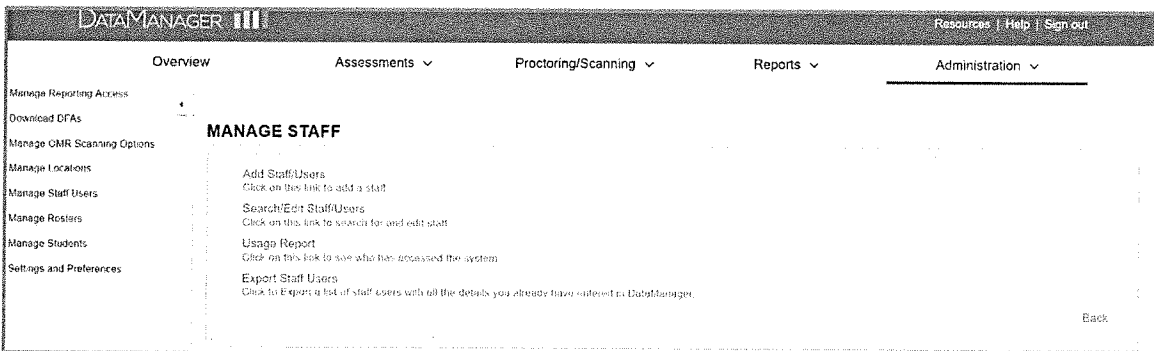 DATAMANAGER
Resources | Help | Sign out
Overview Assessments Proctoring/Scanning Reports Administration
Manage Reporting Access
Download DFAs
Manage OMR Scanning Options
Manage Locations
Manage Staff Users
Manage Rosters
Manage Students
Settings and Preferences
MANAGE STAFF
Add Staff/Users
Click on this link to add a staff
Search/Edit Staff/Users
Click on this link to search for and edit staff
Usage Report
Click on this link to see who has accessed the system
Export Staff Users
Click to Export a list of staff users with all the details you already have entered in DataManager.
Back